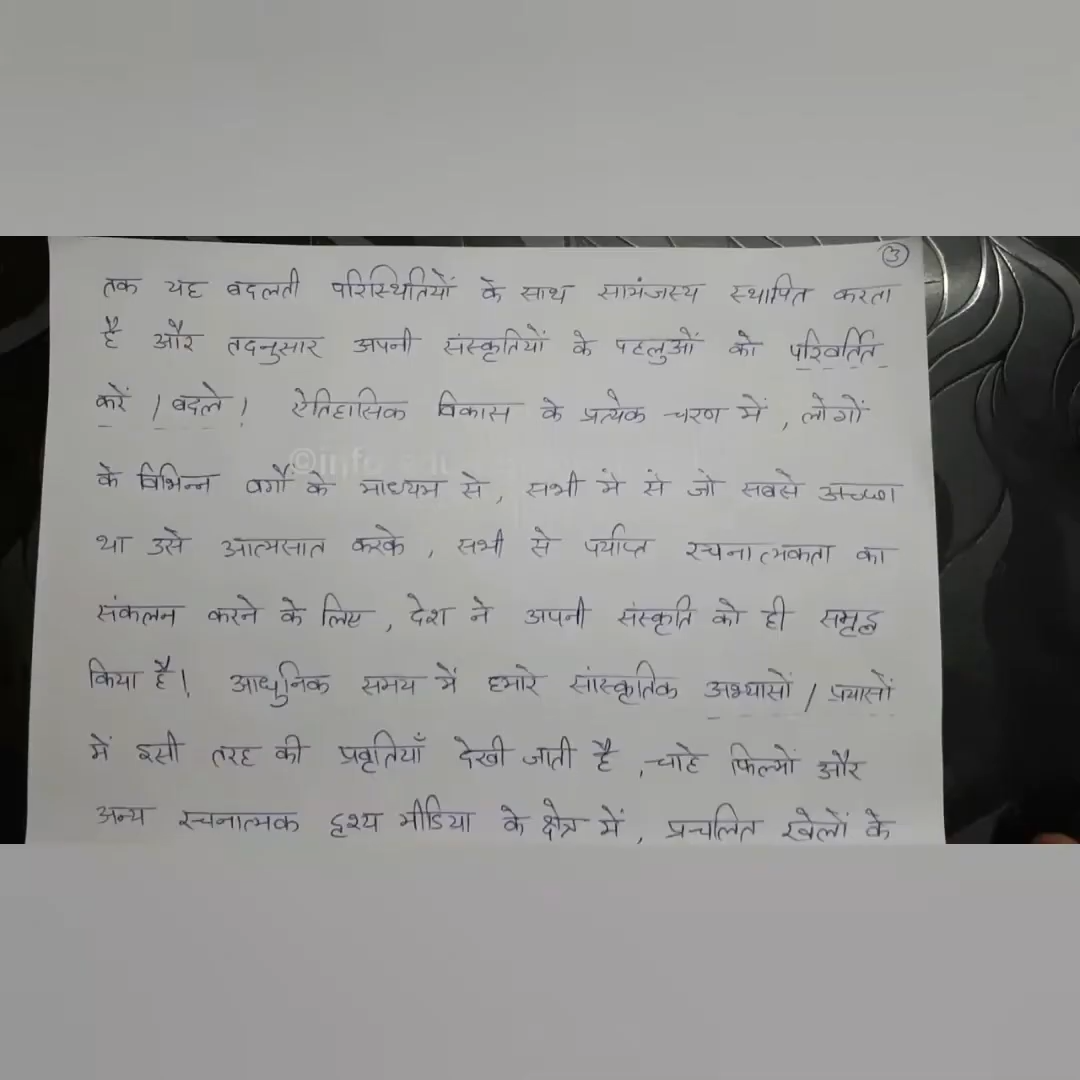 3
तक यह बदलती परिस्थितियों के साथ सामंजस्य स्थापित करता
है और तदनुसार अपनी संस्कृतियों के पहलुओं को परिवर्तित
करें / बदले। ऐतिहासिक विकास के प्रत्येक चरण में, लोगों
के विभिन्न वर्गों के माध्यम से, सभी में से जो सबसे अच्छा
था उसे आत्मसात करके, सभी से पर्याप्त रचनात्मकता का
संकलन करने के लिए, देश ने अपनी संस्कृति को ही समृद्ध
किया है। आधुनिक समय में हमारे सांस्कृतिक अभ्यासों / प्रयासों
में इसी तरह की प्रवृतियाँ देखी जाती है, चाहे फिल्मों और
अन्य रचनात्मक दृश्य मीडिया के क्षेत्र में, प्रचलित खेलों के